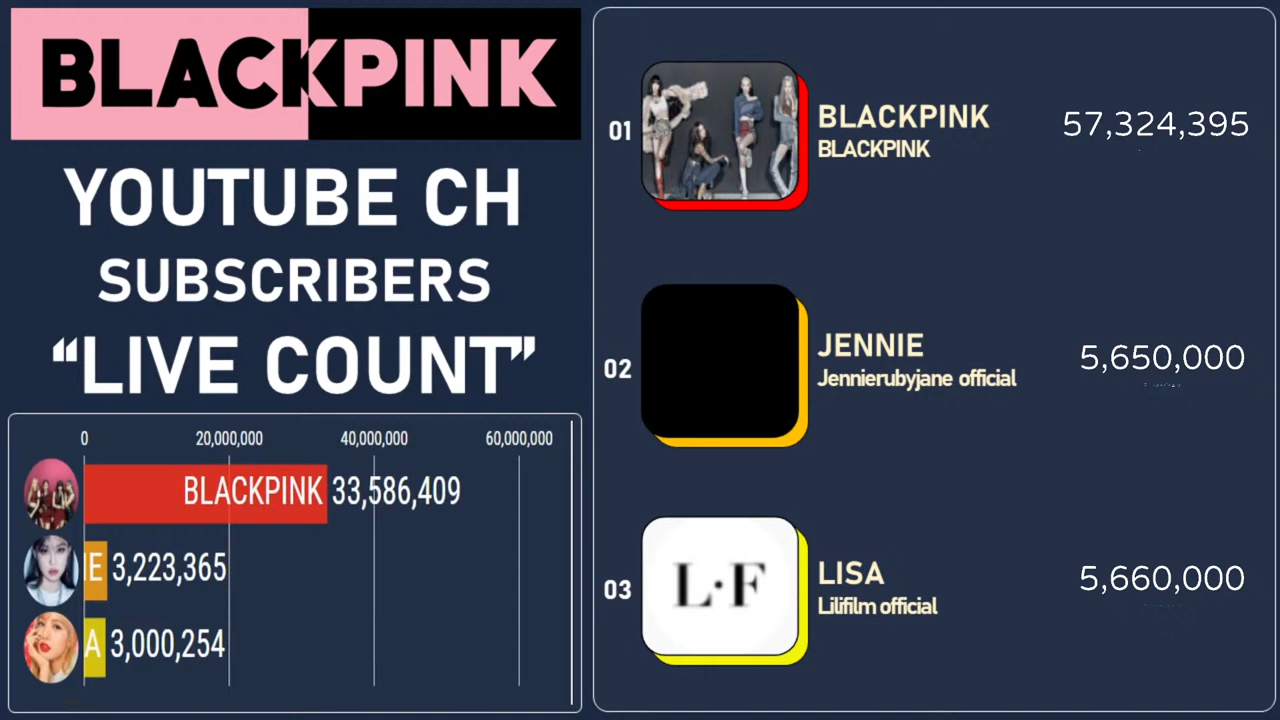 BLACKPINK
YOUTUBE CH
SUBSCRIBERS
“LIVE COUNT”
0 20,000,000 40,000,000 60,000,000
BLACKPINK 33,586,409
IE 3,223,365
A 3,000,254
01
BLACKPINK
BLACKPINK
57,324,395
02
JENNIE
Jennierubyjane official
5,650,000
03
L·F
LISA
Lilifilm official
5,660,000